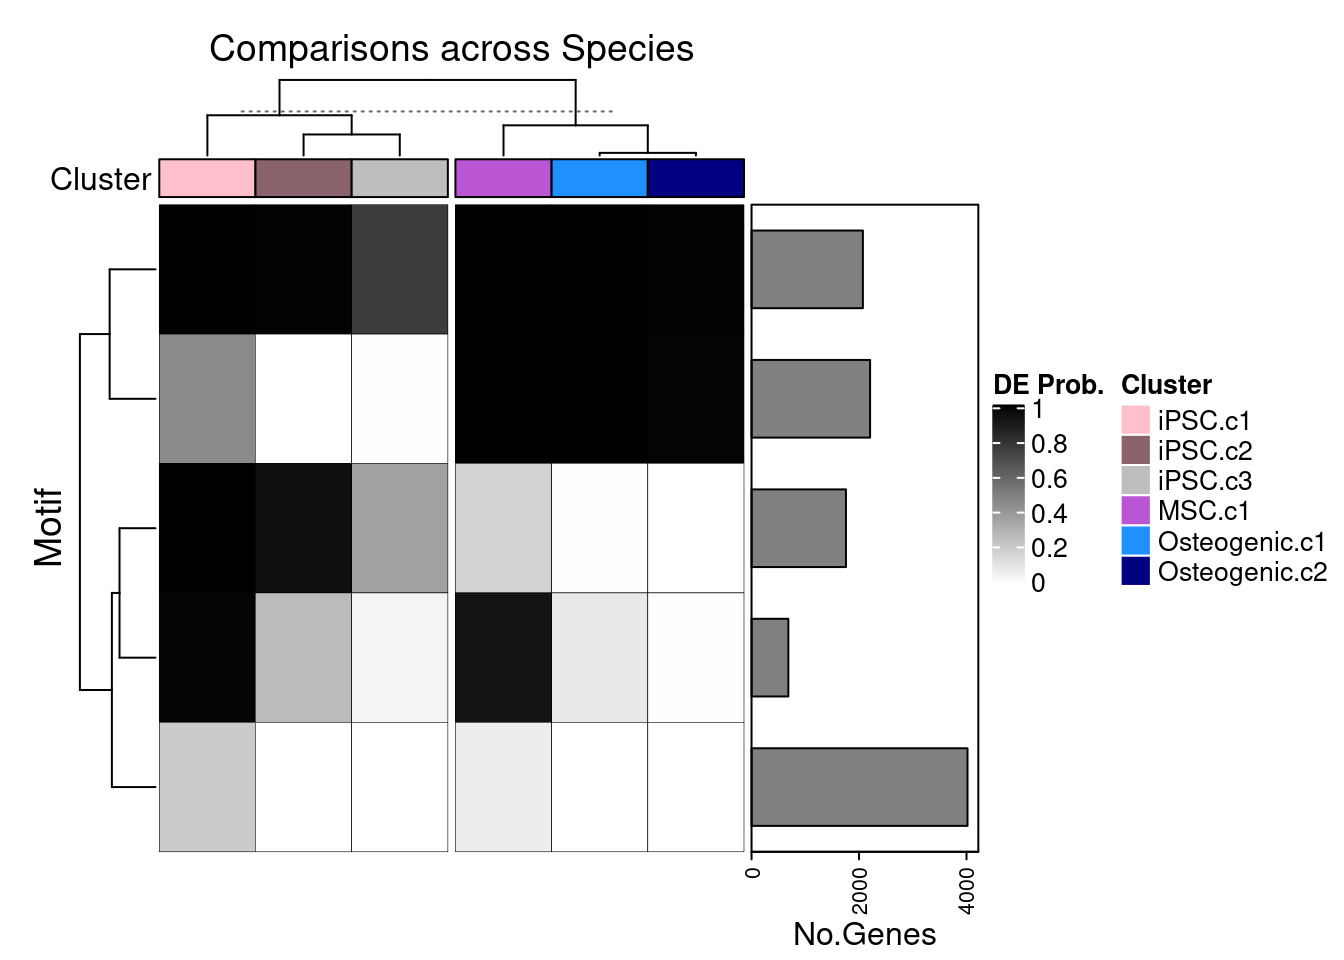 Comparisons across Species
Cluster
Motif
DE Prob.
1
0.8
0.6
0.4
0.2
0
Cluster
iPSC.c1
iPSC.c2
iPSC.c3
MSC.c1
Osteogenic.c1
Osteogenic.c2
0
2000
4000
No.Genes